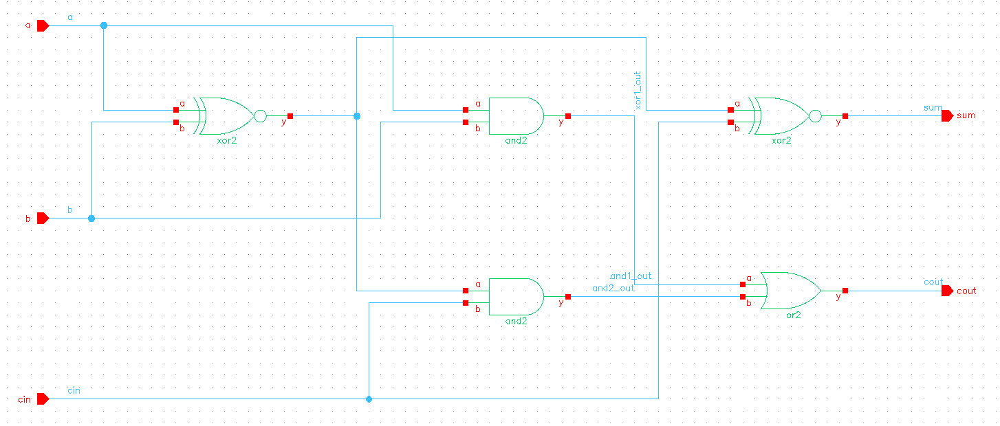 a
a
xor1_out
a
b
y
xor2
a
b
y
and2
a
b
y
xor2
sum
sum
b
b
and1_out
and2_out
a
b
y
and2
a
b
y
or2
cout
cout
cin
cin